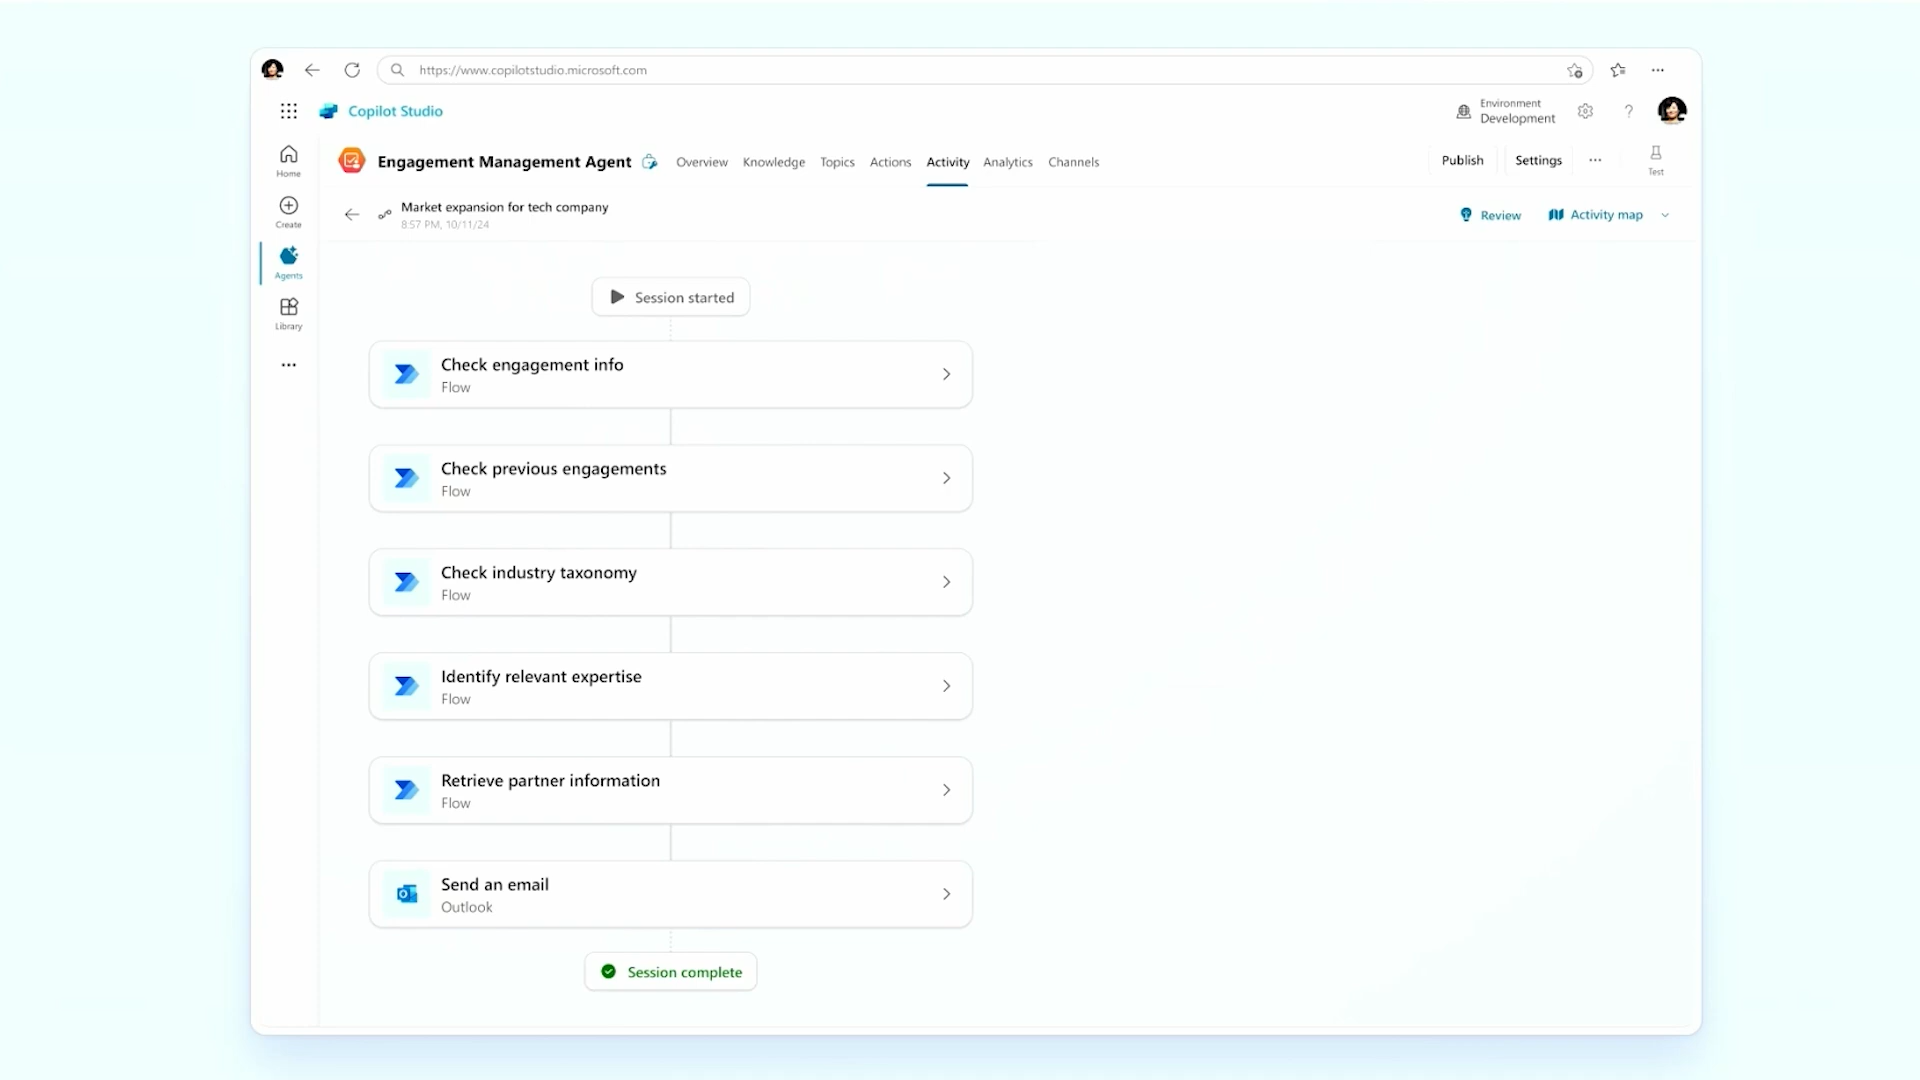 https://www.copilotstudio.microsoft.com
Copilot Studio
Environment
Development
?
Home
Create
Agents
Library
Engagement Management Agent
Overview
Knowledge
Topics
Actions
Activity
Analytics
Channels
Publish
Settings
Test
Market expansion for tech company
8:57 PM, 10/11/24
Review
Activity map
Session started
Check engagement info
Flow
Check previous engagements
Flow
Check industry taxonomy
Flow
Identify relevant expertise
Flow
Retrieve partner information
Flow
Send an email
Outlook
Session complete